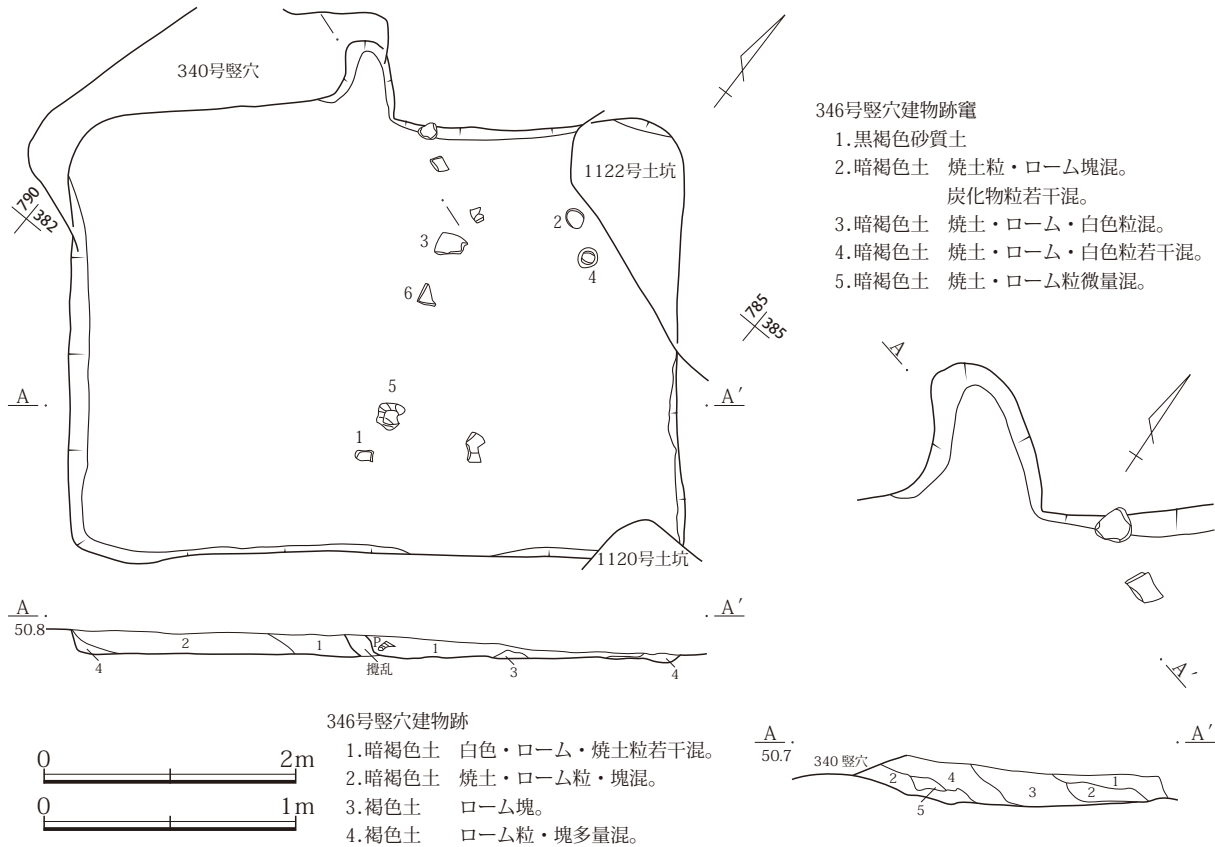 340号竪穴
1122号土坑
790
382
2
3
4
6
785
385
5
1
A
A′
1120号土坑
A
A′
50.8
2
1
P
1
4
攪乱
3
4
346号竪穴建物跡
1.暗褐色土　白色・ローム・焼土粒若干混。
2.暗褐色土　焼土・ローム粒・塊混。
3.褐色土　　ローム塊。
4.褐色土　　ローム粒・塊多量混。
0 2m
0 1m
346号竪穴建物跡竈
1.黒褐色砂質土
2.暗褐色土　焼土粒・ローム塊混。
炭化物粒若干混。
3.暗褐色土　焼土・ローム・白色粒混。
4.暗褐色土　焼土・ローム・白色粒若干混。
5.暗褐色土　焼土・ローム粒微量混。
A
A′
A
A′
50.7
340 竪穴
2
4
3
2
1
5